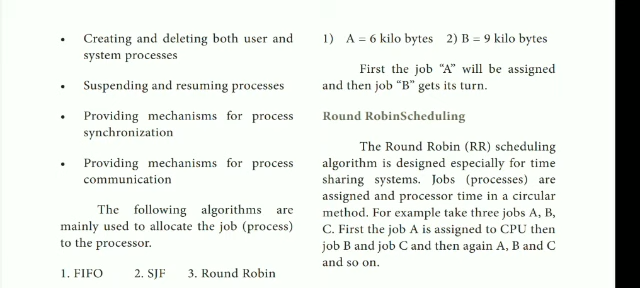 • Creating and deleting both user and
system processes
• Suspending and resuming processes
• Providing mechanisms for process
synchronization
• Providing mechanisms for process
communication
The following algorithms are
mainly used to allocate the job (process)
to the processor.
1. FIFO 2. SJF 3. Round Robin
1) A = 6 kilo bytes 2) B = 9 kilo bytes
First the job “A” will be assigned
and then job “B” gets its turn.
Round RobinScheduling
The Round Robin (RR) scheduling
algorithm is designed especially for time
sharing systems. Jobs (processes) are
assigned and processor time in a circular
method. For example take three jobs A, B,
C. First the job A is assigned to CPU then
job B and job C and then again A, B and C
and so on.